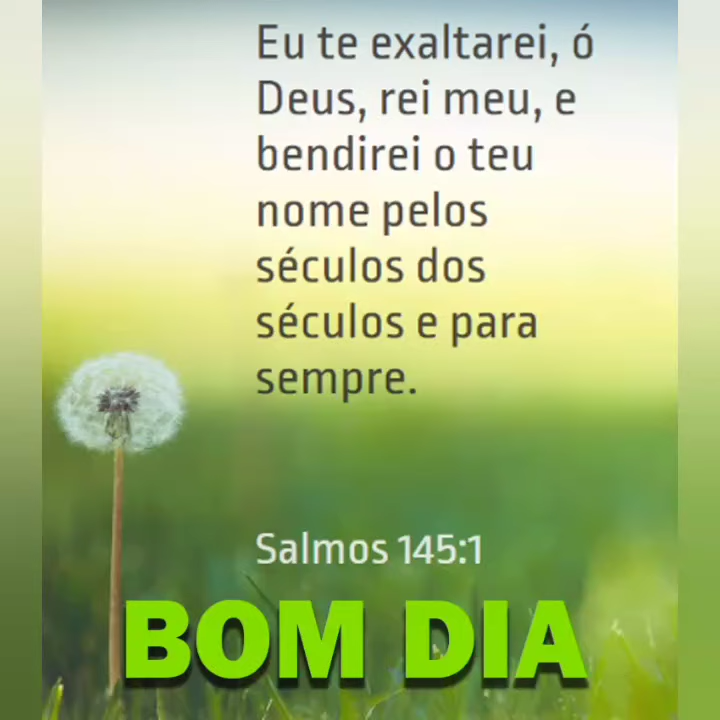 Eu te exaltarei, ó
Deus, rei meu, e
bendirei o teu
nome pelos
séculos dos
séculos e para
sempre.
Salmos 145:1
BOM DIA